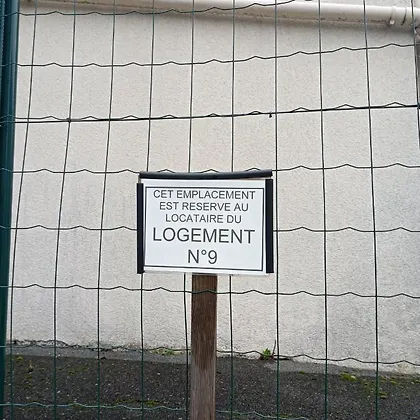 CET EMPLACEMENT
EST RESERVE AU
LOCATAIRE DU
LOGEMENT
N°9